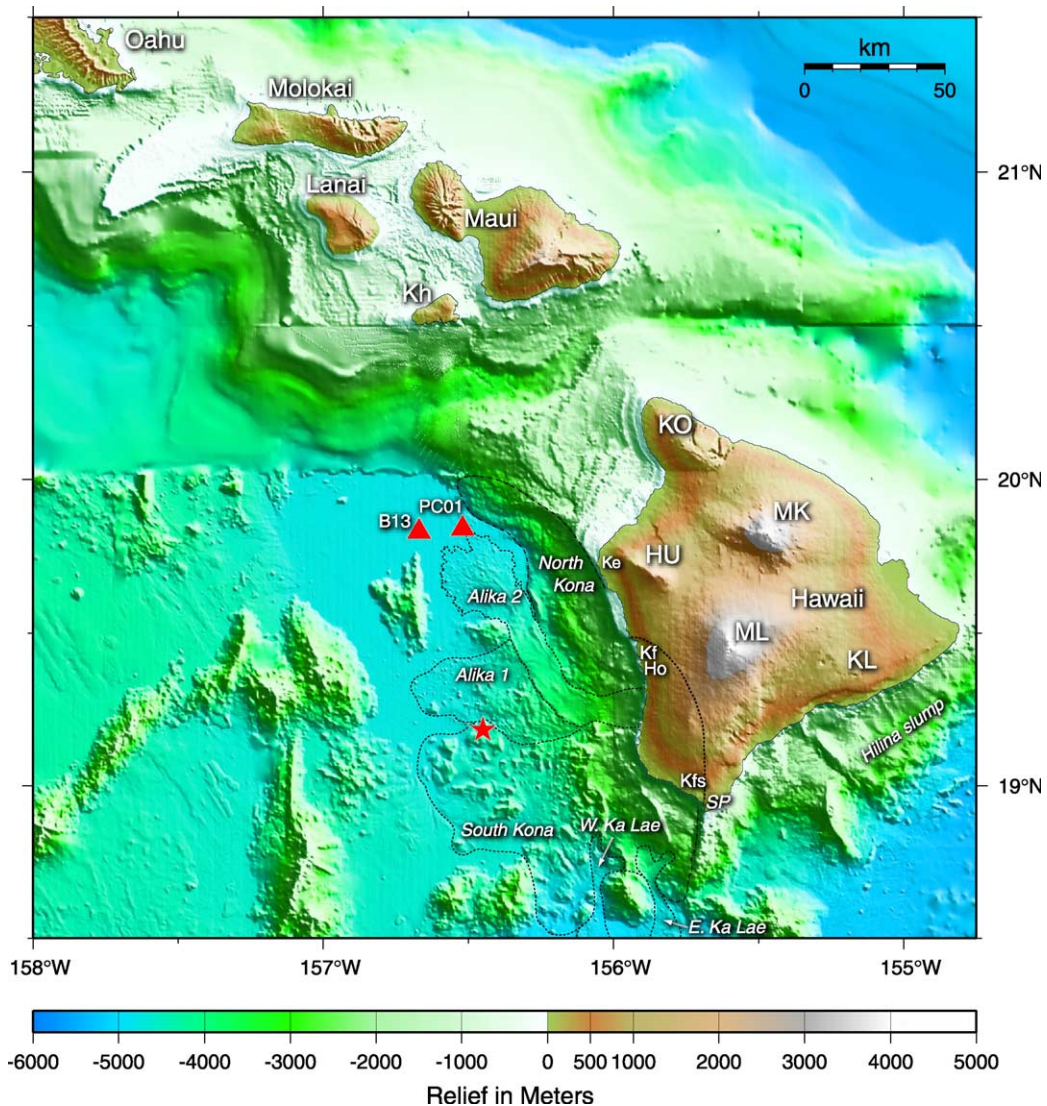 Oahu
km
0 50
Molokai
21°N
Lanai
Maui
Kh
KO
20°N
PC01
B13
MK
North
Kona
Ke
HU
Alika 2
Hawaii
ML
Kf
Ho
KL
Alika 1
Hilina slump
Kfs
19°N
SP
South Kona
W. Ka Lae
E. Ka Lae
158°W 157°W 156°W 155°W
-6000 -5000 -4000 -3000 -2000 -1000 0 500 1000 2000 3000 4000 5000
Relief in Meters